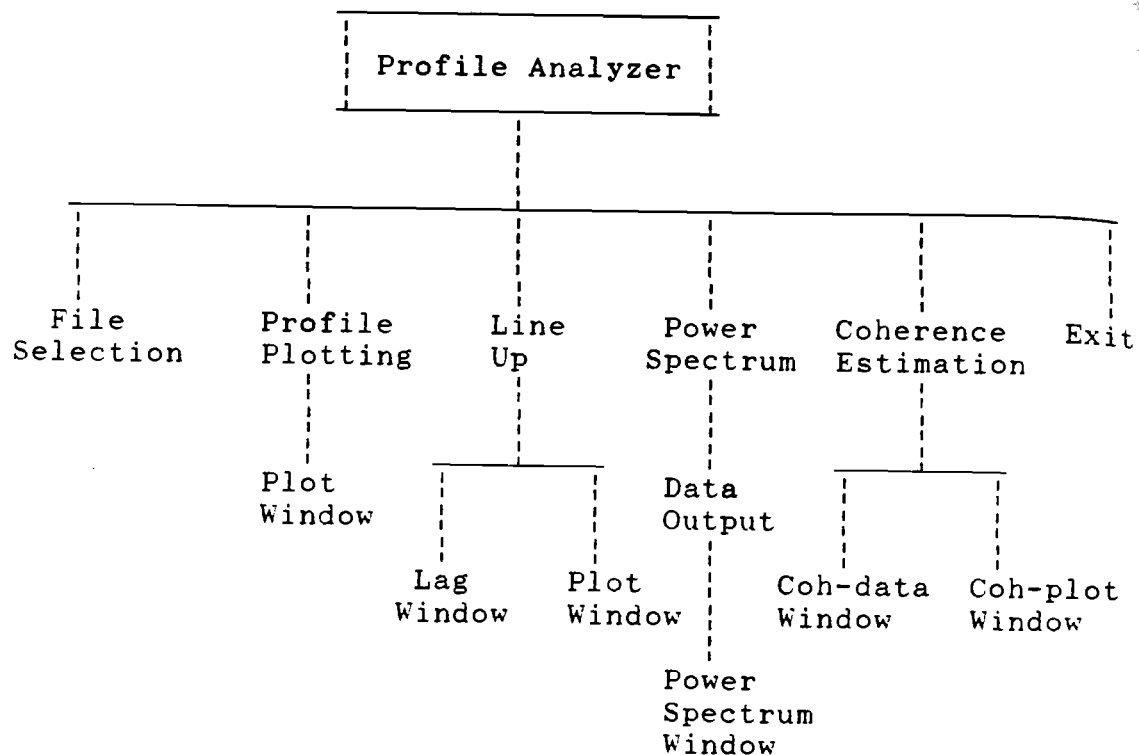 Profile Analyzer
File
Selection
Profile
Plotting
Line
Up
Power
Spectrum
Coherence
Estimation
Exit
Plot
Window
Data
Output
Lag
Window
Plot
Window
Coh-data
Window
Coh-plot
Window
Power
Spectrum
Window